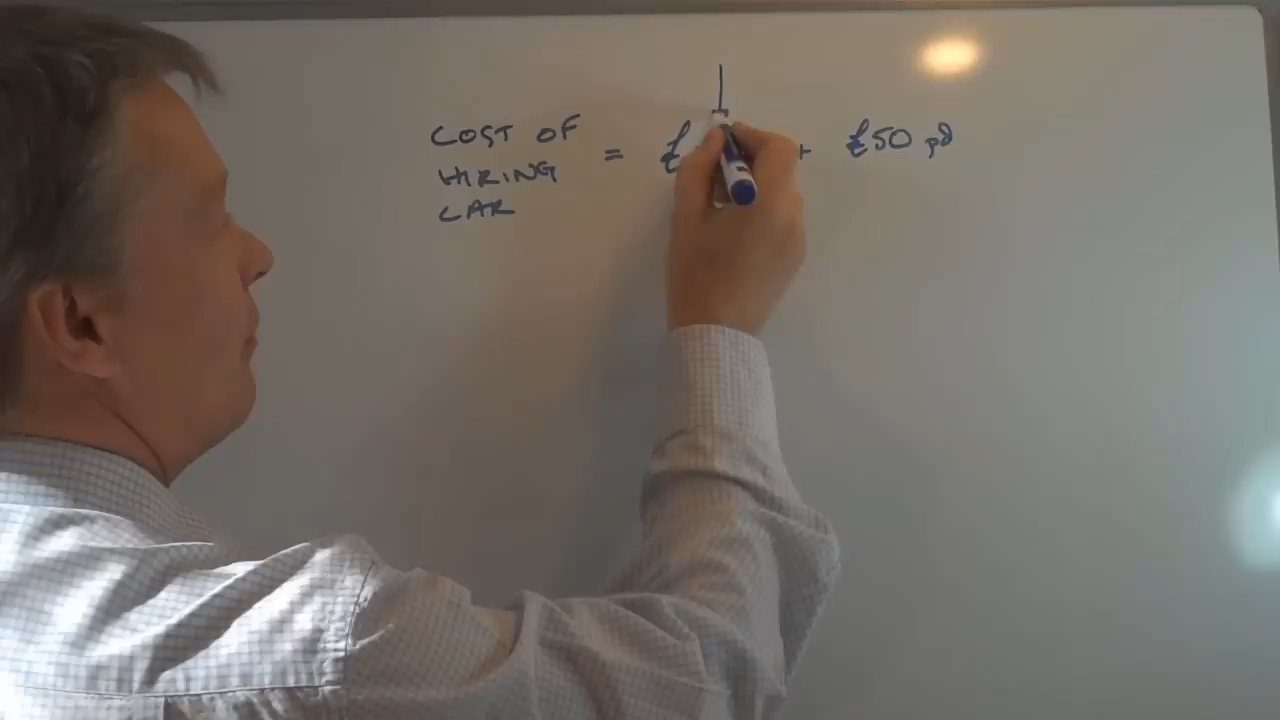 COST OF
HIRING = £ + £50 pd
CAR